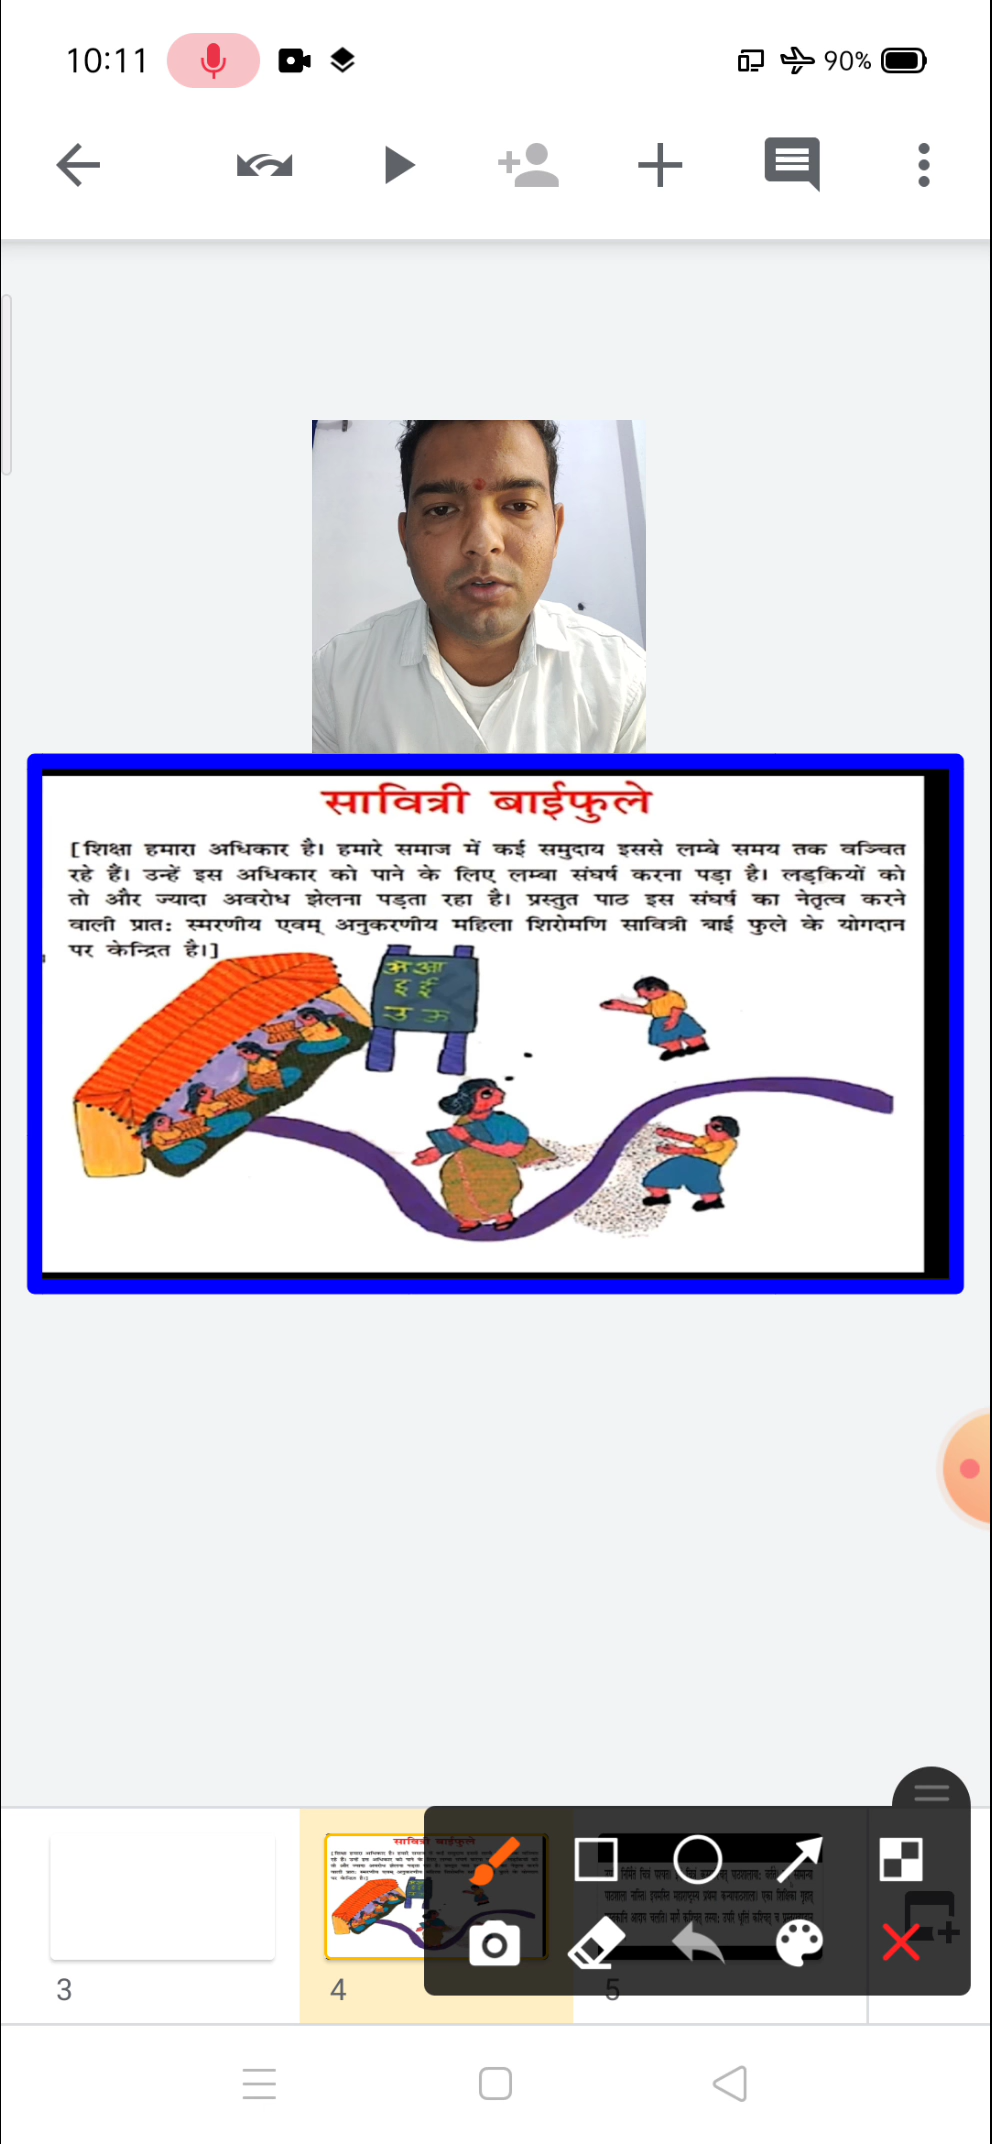 10:11
90%
सावित्री बाईफुले
[शिक्षा हमारा अधिकार है। हमारे समाज में कई समुदाय इससे लम्बे समय तक वञ्चित
रहे हैं। उन्हें इस अधिकार को पाने के लिए लम्बा संघर्ष करना पड़ा है। लड़कियों को
तो और ज्यादा अवरोध झेलना पड़ता रहा है। प्रस्तुत पाठ इस संघर्ष का नेतृत्व करने
वाली प्रात: स्मरणीय एवम् अनुकरणीय महिला शिरोमणि सावित्री बाई फुले के योगदान
पर केन्द्रित है।]
अ आ
इ ई
उ ऊ
3
4
5